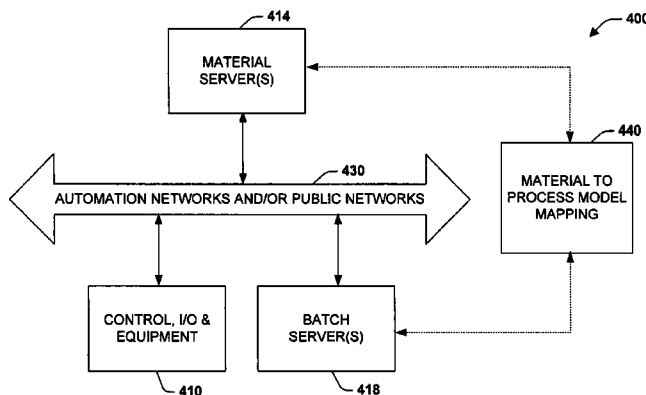 414
400
MATERIAL
SERVER(S)
440
430
MATERIAL TO
PROCESS MODEL
MAPPING
AUTOMATION NETWORKS AND/OR PUBLIC NETWORKS
CONTROL, I/O &
EQUIPMENT
BATCH
SERVER(S)
410
418